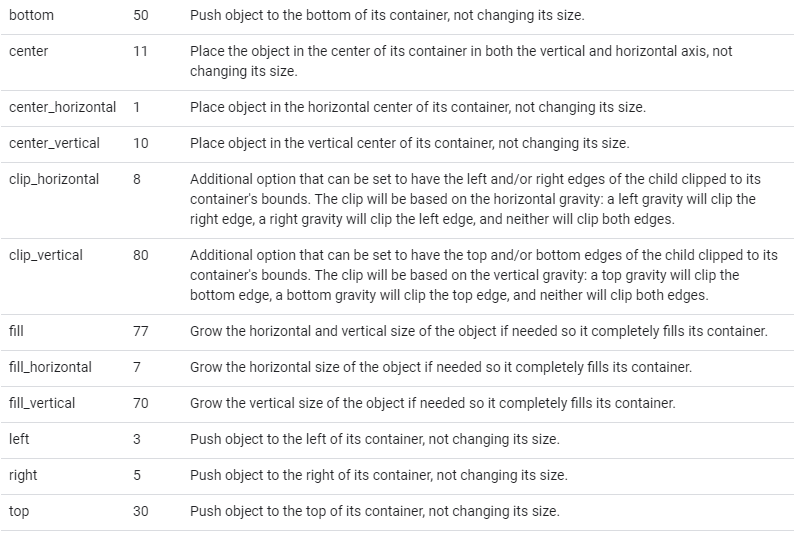 bottom 50 Push object to the bottom of its container, not changing its size.
center 11 Place the object in the center of its container in both the vertical and horizontal axis, not
changing its size.
center_horizontal 1 Place object in the horizontal center of its container, not changing its size.
center_vertical 10 Place object in the vertical center of its container, not changing its size.
clip_horizontal 8 Additional option that can be set to have the left and/or right edges of the child clipped to its
container's bounds. The clip will be based on the horizontal gravity: a left gravity will clip the
right edge, a right gravity will clip the left edge, and neither will clip both edges.
clip_vertical 80 Additional option that can be set to have the top and/or bottom edges of the child clipped to its
container's bounds. The clip will be based on the vertical gravity: a top gravity will clip the
bottom edge, a bottom gravity will clip the top edge, and neither will clip both edges.
fill 77 Grow the horizontal and vertical size of the object if needed so it completely fills its container.
fill_horizontal 7 Grow the horizontal size of the object if needed so it completely fills its container.
fill_vertical 70 Grow the vertical size of the object if needed so it completely fills its container.
left 3 Push object to the left of its container, not changing its size.
right 5 Push object to the right of its container, not changing its size.
top 30 Push object to the top of its container, not changing its size.